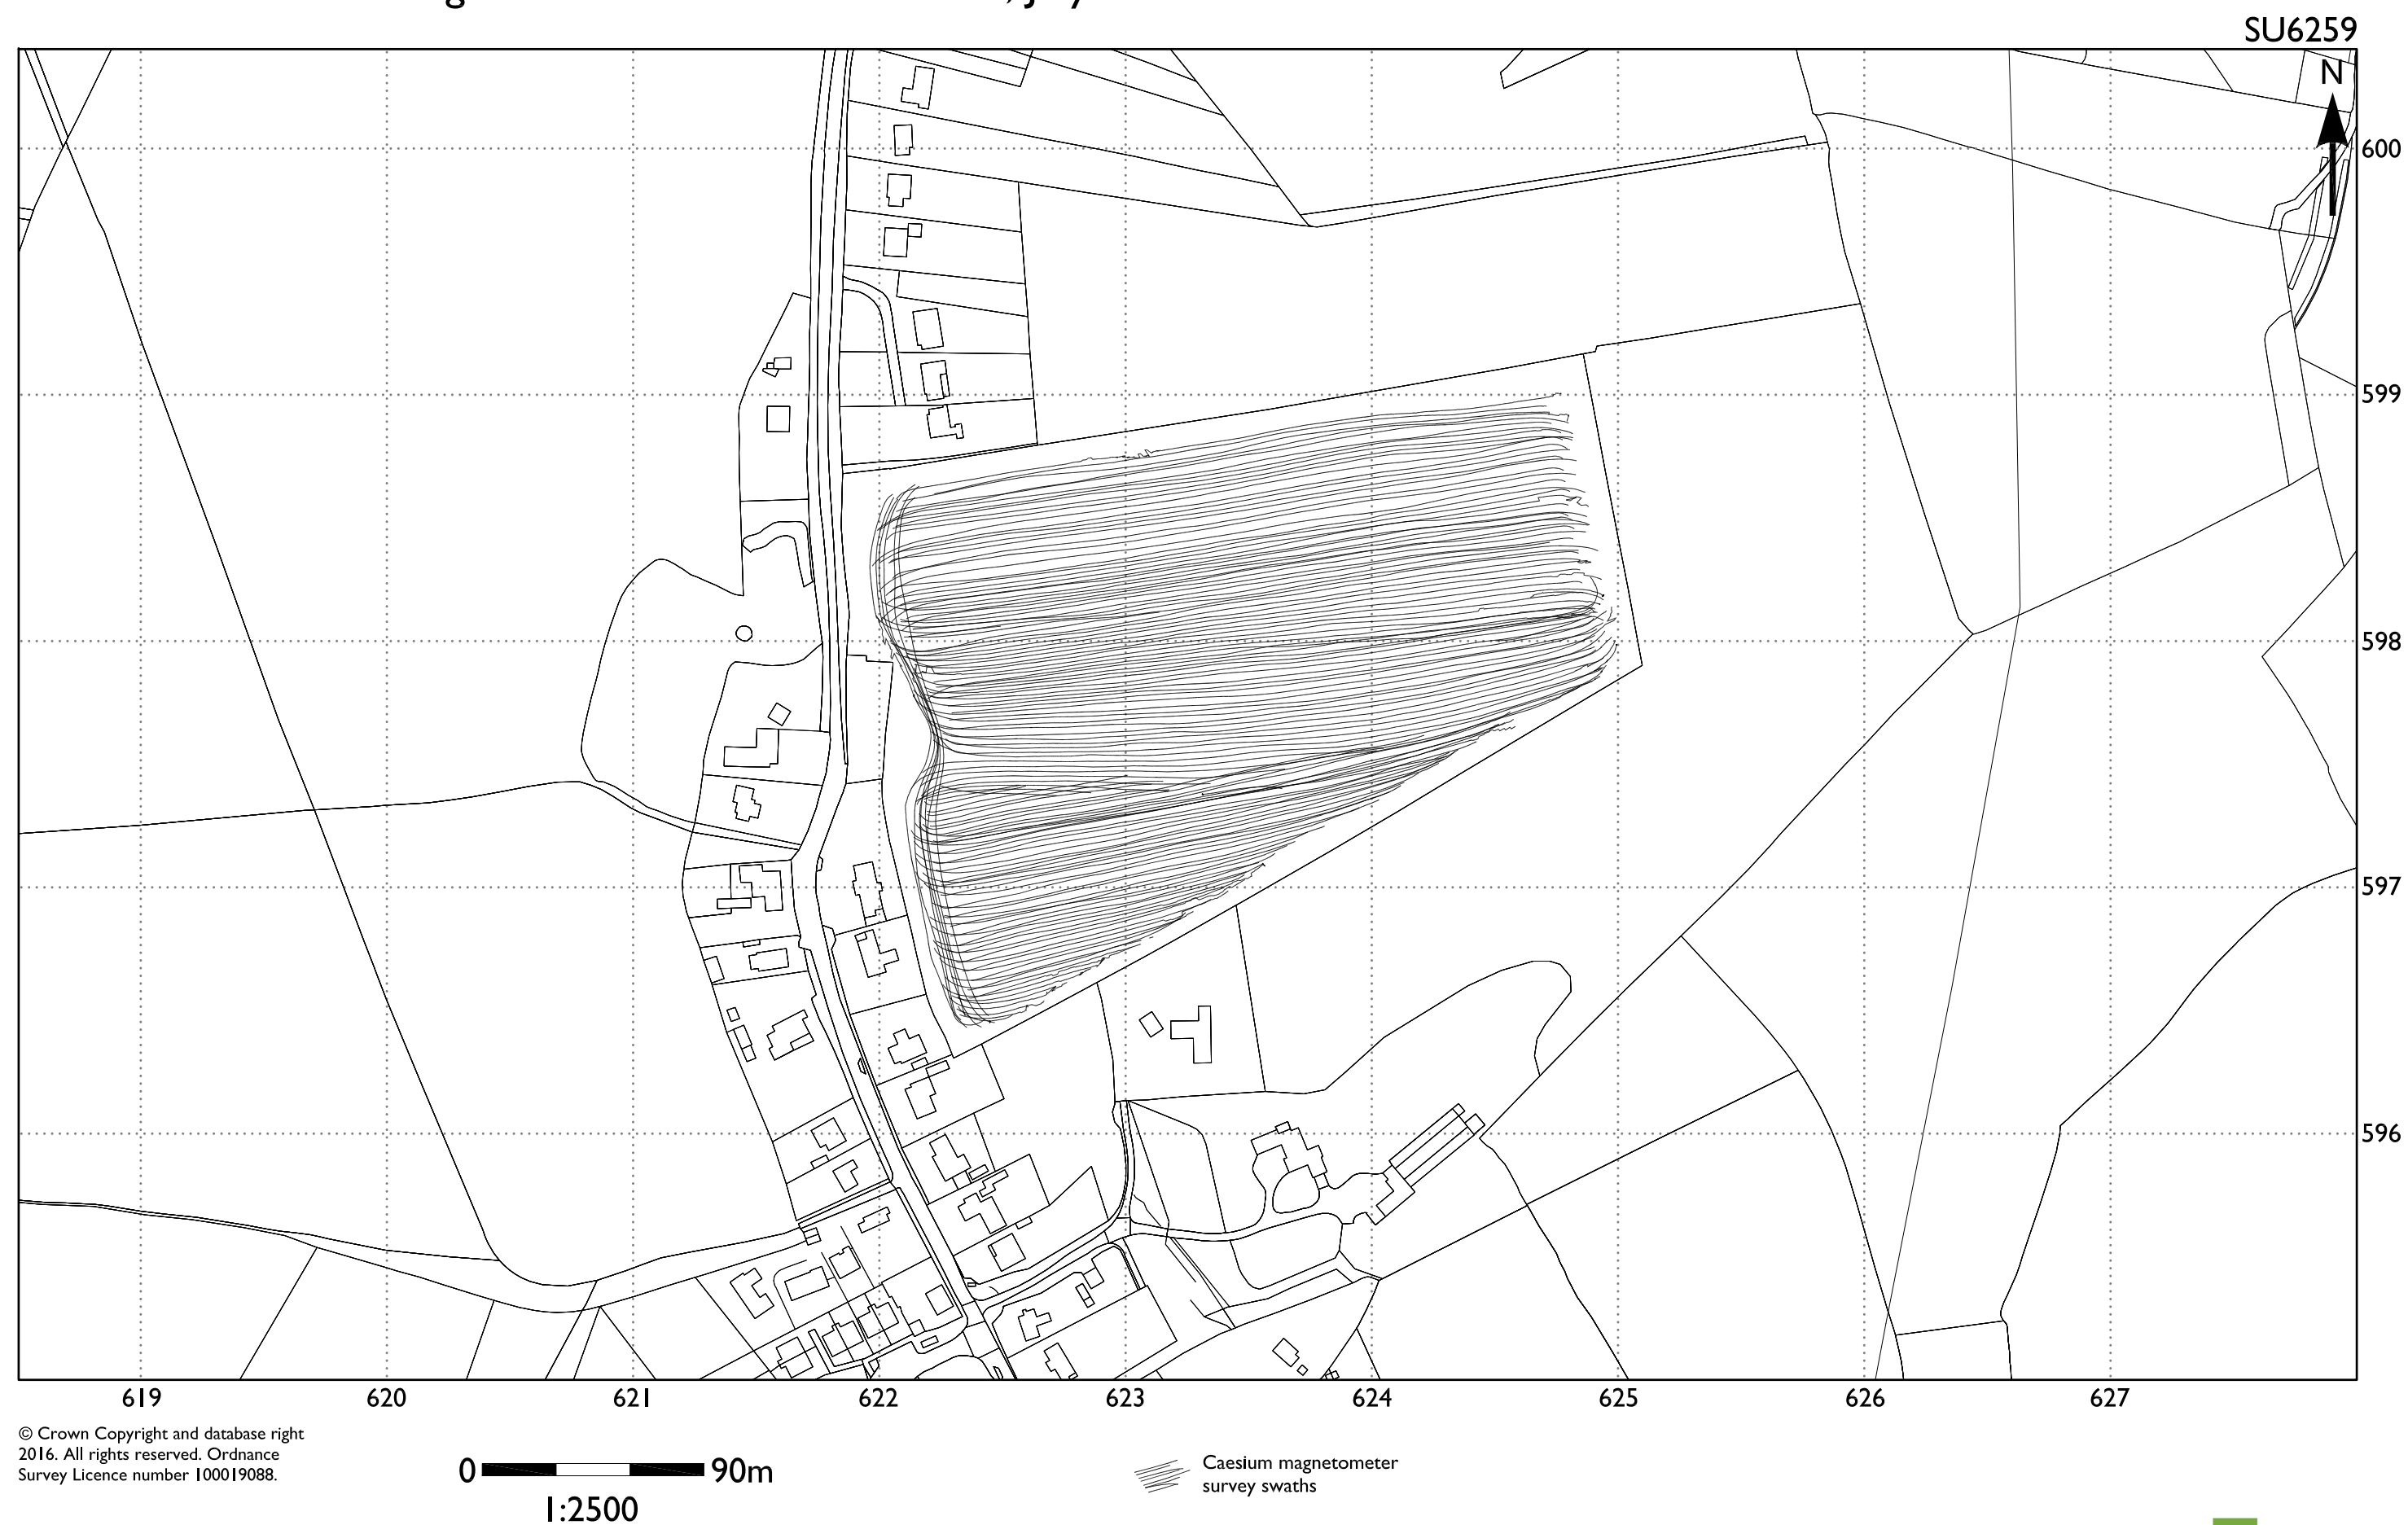 SU6259
N
600
599
598
597
596
619 620 621 622 623 624 625 626 627
© Crown Copyright and database right
2016. All rights reserved. Ordnance
Survey Licence number 100019088.
0 90m
1:2500
Caesium magnetometer
survey swaths